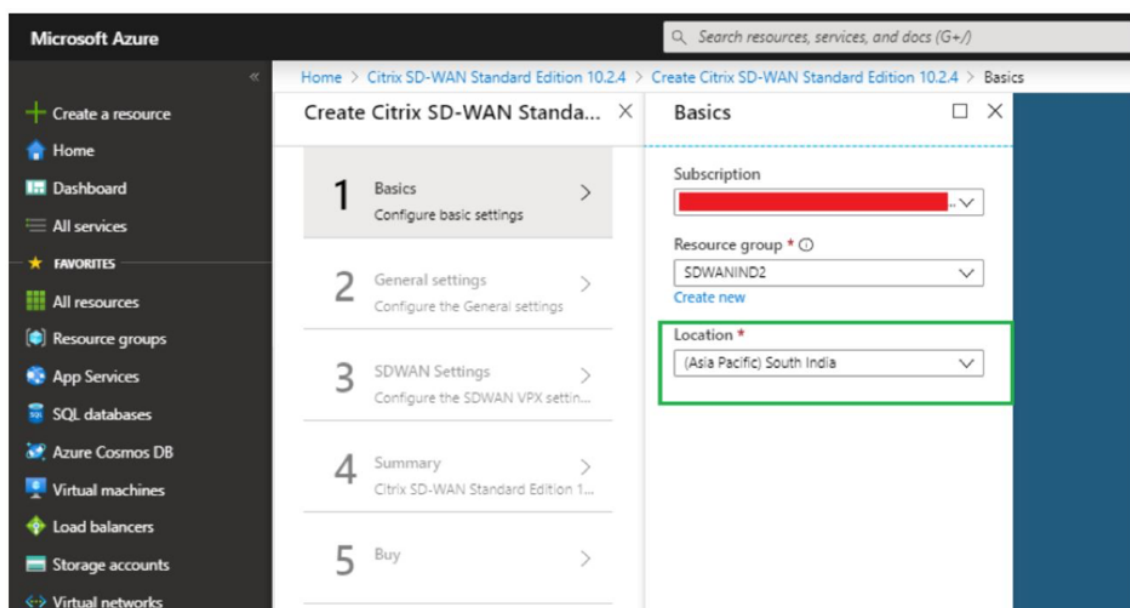 Microsoft Azure
Search resources, services, and docs (G+/)
Home > Citrix SD-WAN Standard Edition 10.2.4 > Create Citrix SD-WAN Standard Edition 10.2.4 > Basics
Create a resource
Home
Dashboard
All services
FAVORITES
All resources
Resource groups
App Services
SQL databases
Azure Cosmos DB
Virtual machines
Load balancers
Storage accounts
Virtual networks
Create Citrix SD-WAN Standa...
1
Basics
Configure basic settings
2
General settings
Configure the General settings
3
SDWAN Settings
Configure the SDWAN VPX settin...
4
Summary
Citrix SD-WAN Standard Edition 1...
5
Buy
Basics
Subscription
Resource group *
SDWANIND2
Create new
Location *
(Asia Pacific) South India